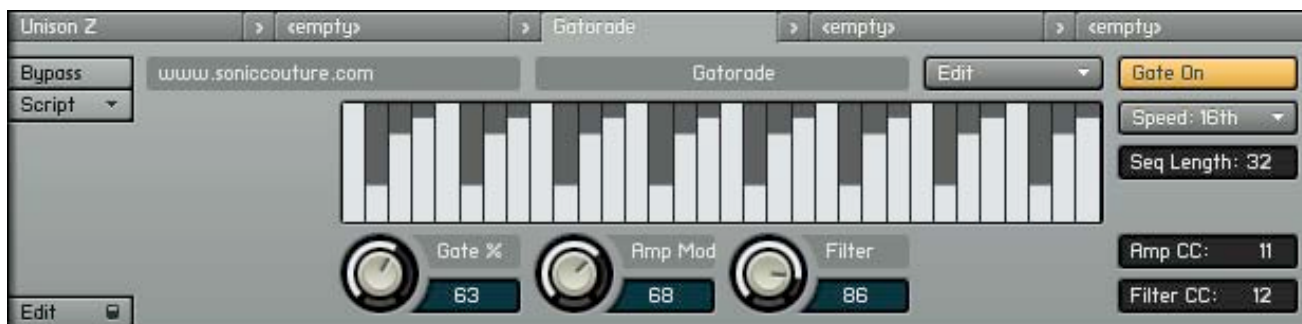 Unison Z > <empty> > Gatorade > <empty> > <empty>
Bypass www.soniccouture.com Gatorade Edit Gate On
Script Speed: 16th
Seq Length: 32
Gate % Amp Mod Filter Amp CC: 11
63 68 86 Filter CC: 12
Edit